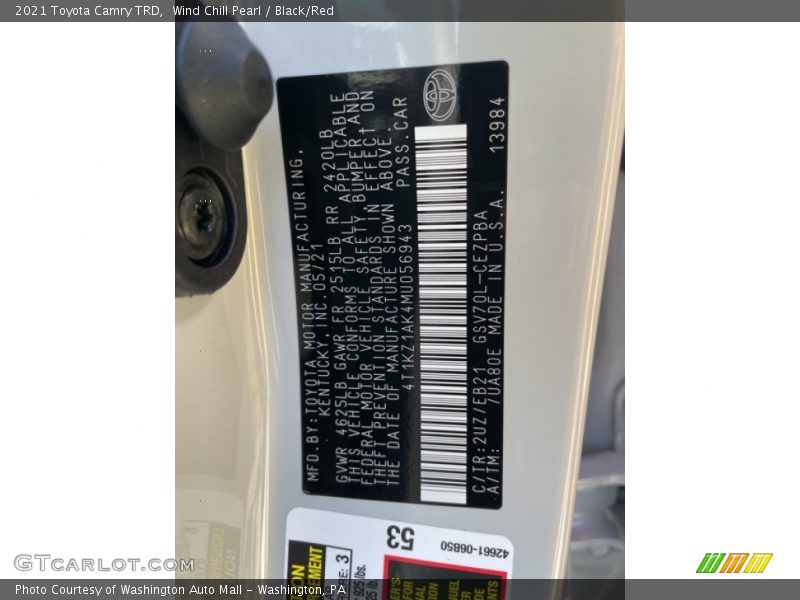 2021 Toyota Camry TRD, Wind Chill Pearl / Black/Red
MFD.BY:TOYOTA MOTOR MANUFACTURING,
KENTUCKY,INC 05/21
GVWR 4625LB GAWR FR 2515LB RR 2420LB
THIS VEHICLE CONFORMS TO ALL APPLICABLE
FEDERAL MOTOR VEHICLE SAFETY, BUMPER AND
THEFT PREVENTION STANDARDS IN EFFECT ON
THE DATE OF MANUFACTURE SHOWN ABOVE.
4T1KZ1AK4MU056943 PASS.CAR
C/TR:2UZ/EB21 GSV70L-CEZPBA
A/TM: 7UA80E MADE IN U.S.A. 13984
53
42661-06B50
3
GTcarlot.com
Photo Courtesy of Washington Auto Mall - Washington, PA